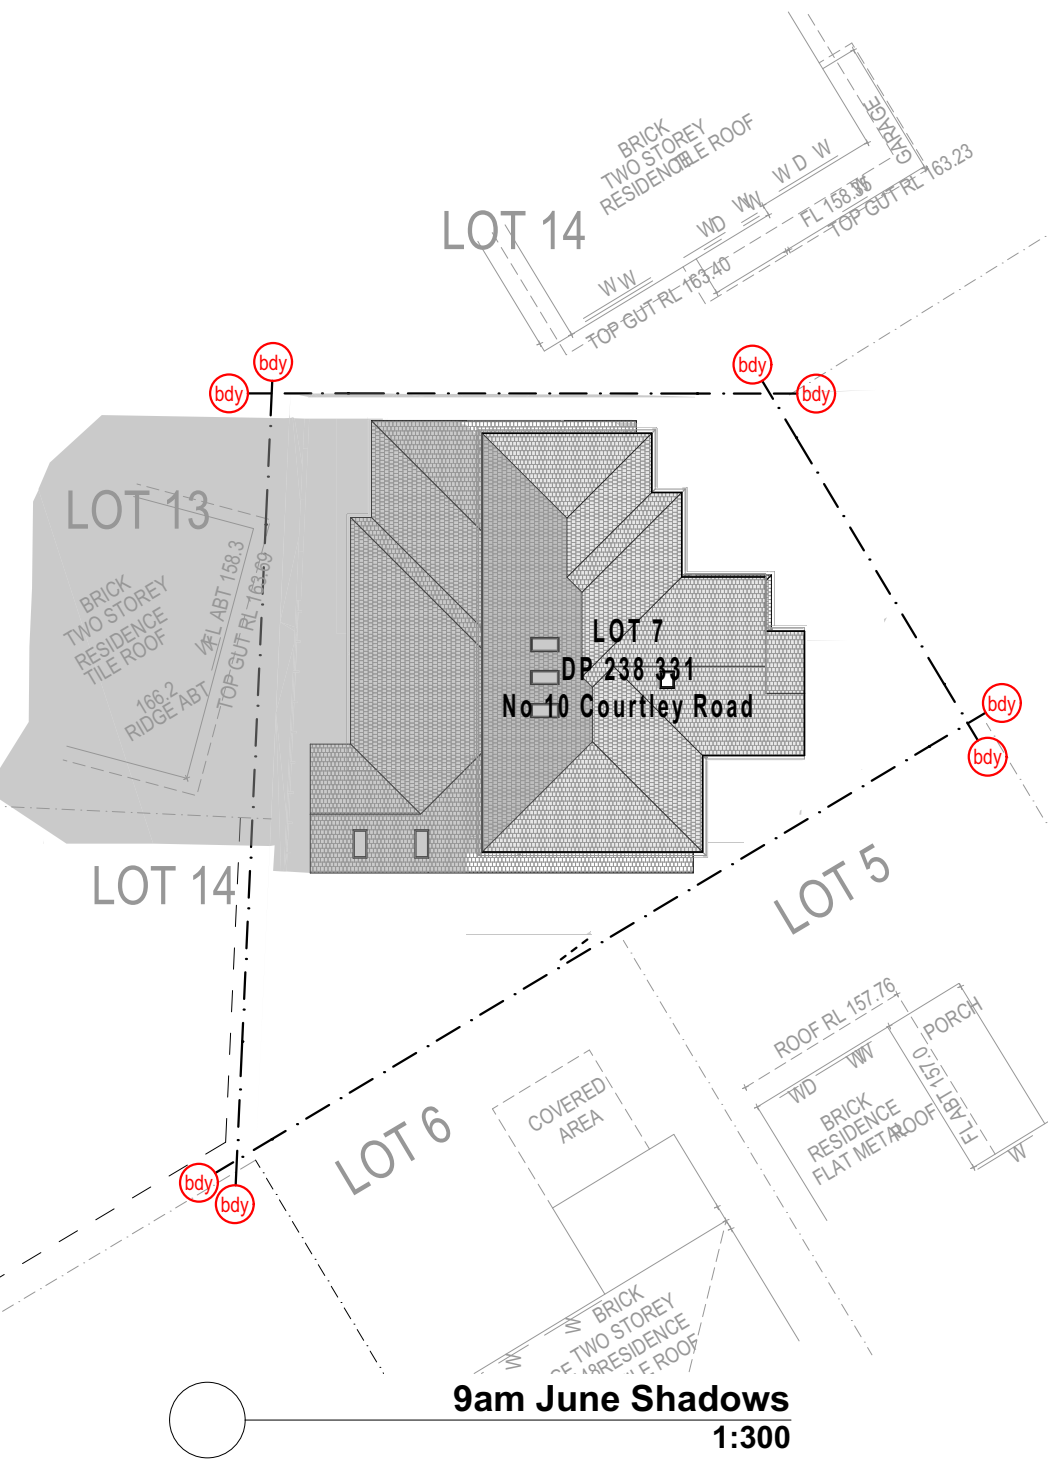 BRICK
TWO STOREY
RESIDENCE
TILE ROOF
GARAGE
W D W
W W
FL 158.35
W
TOP GUT RL 163.23
WD
LOT 14
W W
TOP GUT RL 163.40
bdy
bdy
bdy
bdy
LOT 13
BRICK
TWO STOREY
RESIDENCE
TILE ROOF
FL ABT 158.3
W
TOP GUT RL 163.69
166.2
RIDGE ABT
LOT 7
DP 238 331
No 10 Courtley Road
bdy
bdy
LOT 14
LOT 5
ROOF RL 157.76
PORCH
WD
WW
BRICK
RESIDENCE
FLAT METAL
ROOF
FL ABT 157.0
W
COVERED
AREA
LOT 6
bdy
bdy
BRICK
TWO STOREY
RESIDENCE
W
W
9am June Shadows
1:300